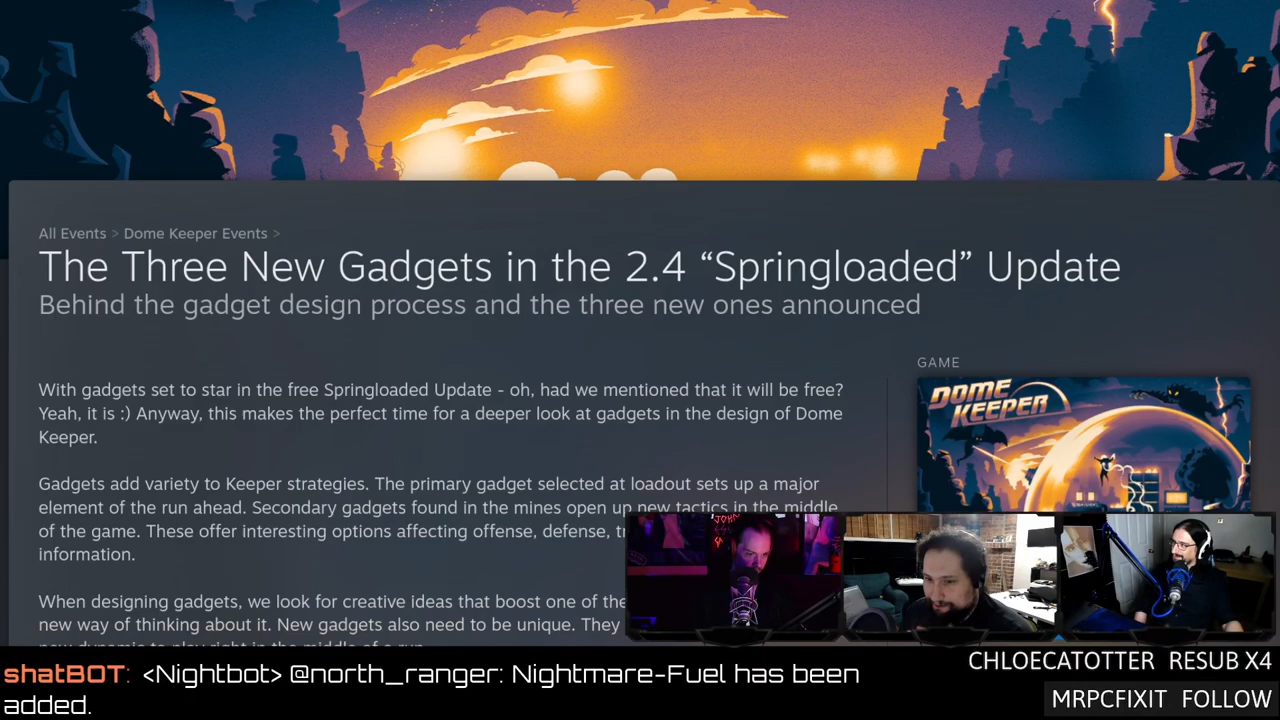 All Events > Dome Keeper Events >
The Three New Gadgets in the 2.4 “Springloaded” Update
Behind the gadget design process and the three new ones announced
GAME
DOME KEEPER
With gadgets set to star in the free Springloaded Update - oh, had we mentioned that it will be free?
Yeah, it is :) Anyway, this makes the perfect time for a deeper look at gadgets in the design of Dome
Keeper.
Gadgets add variety to Keeper strategies. The primary gadget selected at loadout sets up a major
element of the run ahead. Secondary gadgets found in the mines open up new tactics in the middle
of the game. These offer interesting options affecting offense, defense,
information.
When designing gadgets, we look for creative ideas that boost one of the
new way of thinking about it. New gadgets also need to be unique. They
JOHN
shatBOT: <Nightbot> @north_ranger: Nightmare-Fuel has been
added.
CHLOECATOTTER RESUB X4
MRPCFIXIT FOLLOW